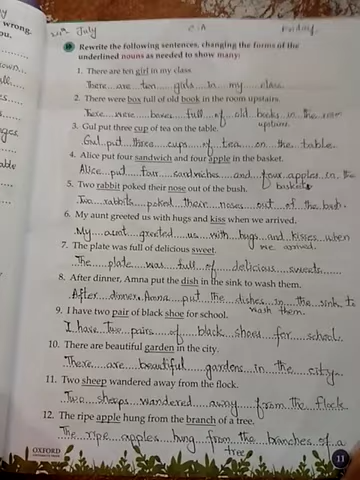 wrong.
ou.
20th July C.A Friday
Rewrite the following sentences, changing the forms of the
underlined nouns as needed to show many:
1. There are ten girl in my class.
There are ten girls in my class.
2. There were box full of old book in the room upstairs.
There were boxes full of old books in the room
upstairs.
3. Gul put three cup of tea on the table.
Gul put three cups of tea on the table.
4. Alice put four sandwich and four apple in the basket.
Alice put four sandwiches and four apples in the
basket.
5. Two rabbit poked their nose out of the bush.
Two rabbits poked their noses out of the bush.
6. My aunt greeted us with hugs and kiss when we arrived.
My aunt greeted us with hugs and kisses when
we arrived.
7. The plate was full of delicious sweet.
The plate was full of delicious sweets
8. After dinner, Amna put the dish in the sink to wash them.
After dinner, Amna put the dishes in the sink to
wash them.
9. I have two pair of black shoe for school.
I have Two pairs of black shoes for school.
10. There are beautiful garden in the city.
There are beautiful gardens in the city.
11. Two sheep wandered away from the flock.
Two sheeps wandered away from the flock
12. The ripe apple hung from the branch of a tree.
The ripe apples hung from the branches of a
tree
OXFORD
11